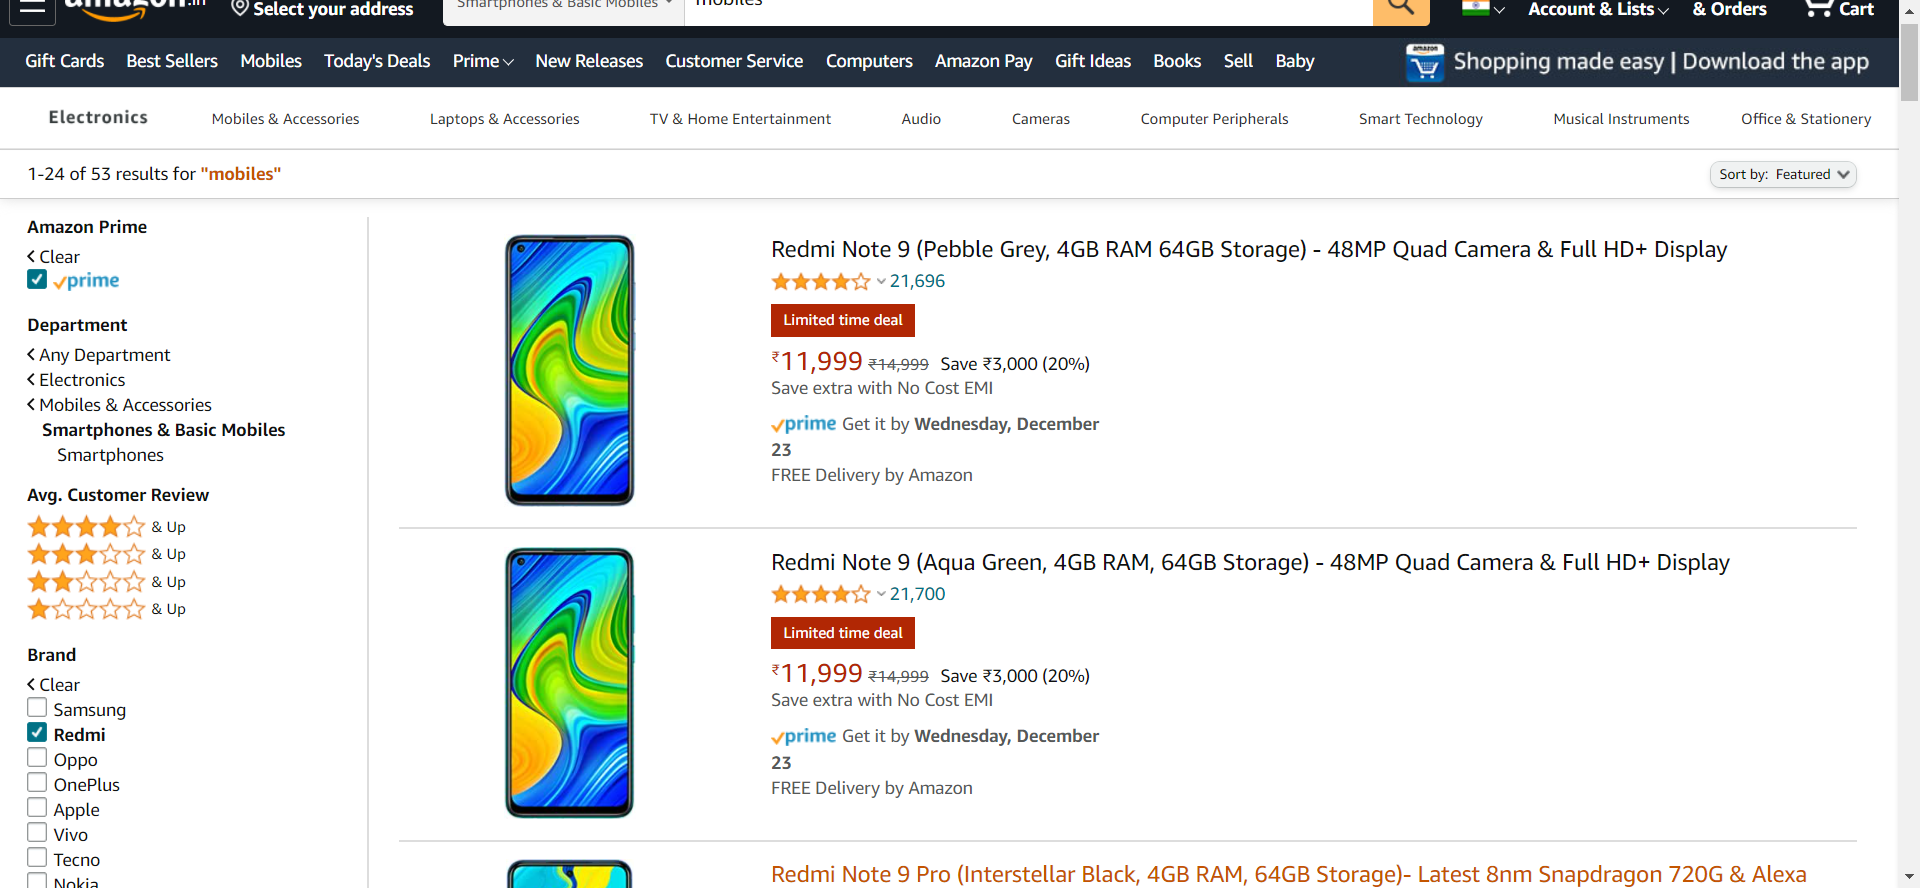 amazon.in
Select your address
Smartphones & Basic Mobiles
mobiles
Account & Lists
& Orders
Cart
Gift Cards Best Sellers Mobiles Today's Deals Prime New Releases Customer Service Computers Amazon Pay Gift Ideas Books Sell Baby
amazon
Shopping made easy | Download the app
Electronics Mobiles & Accessories Laptops & Accessories TV & Home Entertainment Audio Cameras Computer Peripherals Smart Technology Musical Instruments Office & Stationery
1-24 of 53 results for "mobiles"
Sort by: Featured
Amazon Prime
Clear
prime
Department
Any Department
Electronics
Mobiles & Accessories
Smartphones & Basic Mobiles
Smartphones
Avg. Customer Review
& Up
& Up
& Up
& Up
Brand
Clear
Samsung
Redmi
Oppo
OnePlus
Apple
Vivo
Tecno
Nokia
Redmi Note 9 (Pebble Grey, 4GB RAM 64GB Storage) - 48MP Quad Camera & Full HD+ Display
21,696
Limited time deal
₹11,999 ₹14,999 Save ₹3,000 (20%)
Save extra with No Cost EMI
prime Get it by Wednesday, December
23
FREE Delivery by Amazon
Redmi Note 9 (Aqua Green, 4GB RAM, 64GB Storage) - 48MP Quad Camera & Full HD+ Display
21,700
Limited time deal
₹11,999 ₹14,999 Save ₹3,000 (20%)
Save extra with No Cost EMI
prime Get it by Wednesday, December
23
FREE Delivery by Amazon
Redmi Note 9 Pro (Interstellar Black, 4GB RAM, 64GB Storage)- Latest 8nm Snapdragon 720G & Alexa